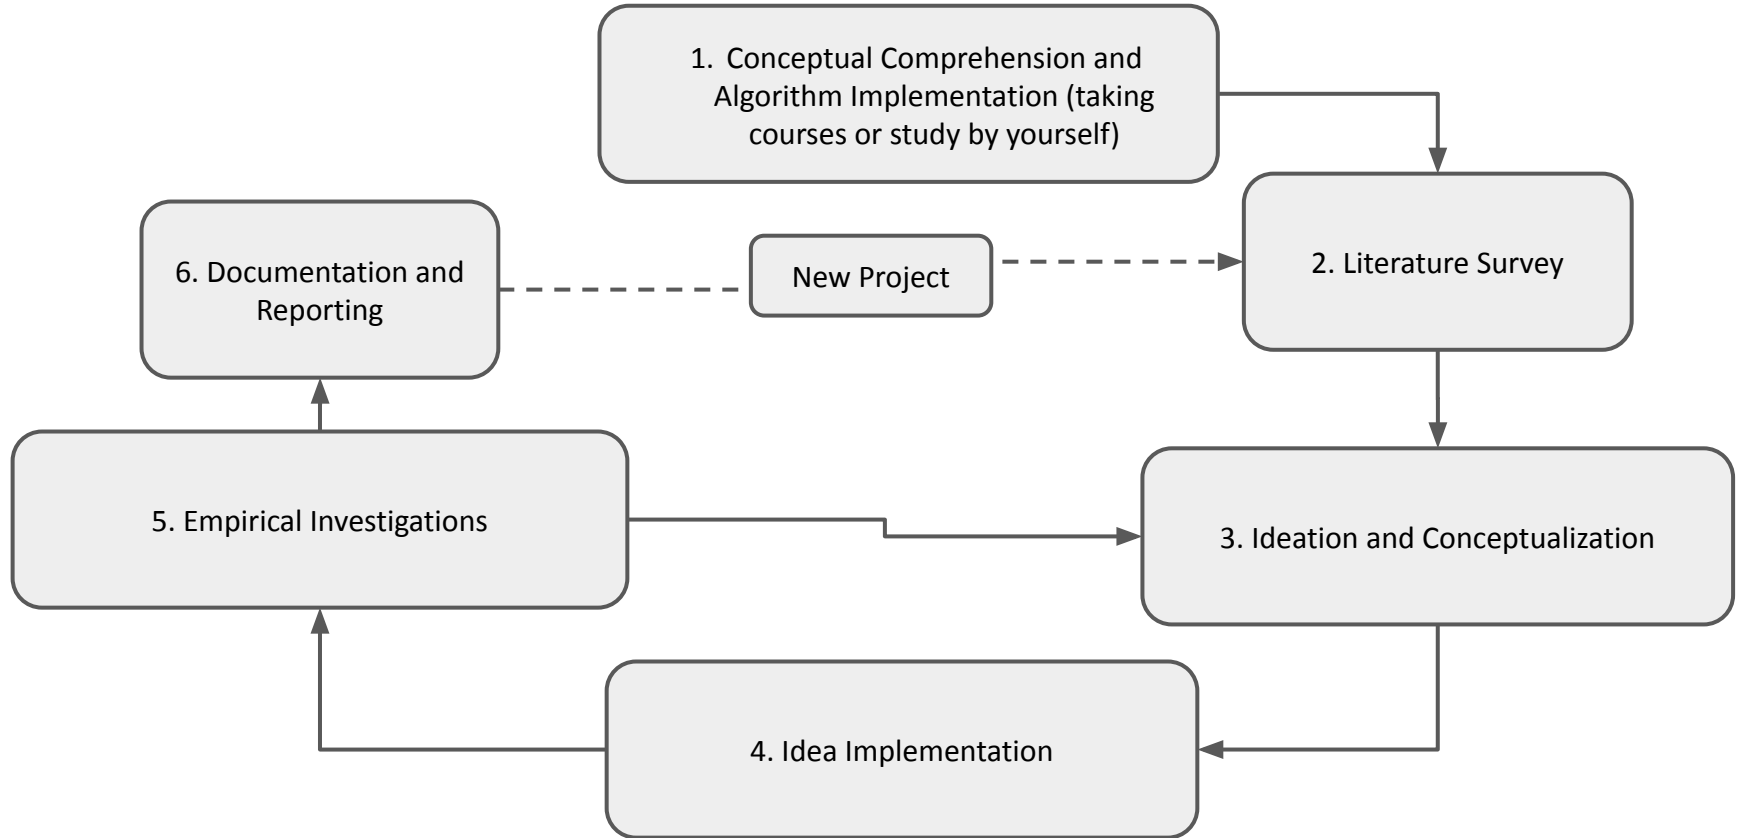 1. Conceptual Comprehension and
Algorithm Implementation (taking
courses or study by yourself)
2. Literature Survey
New Project
6. Documentation and
Reporting
5. Empirical Investigations
3. Ideation and Conceptualization
4. Idea Implementation